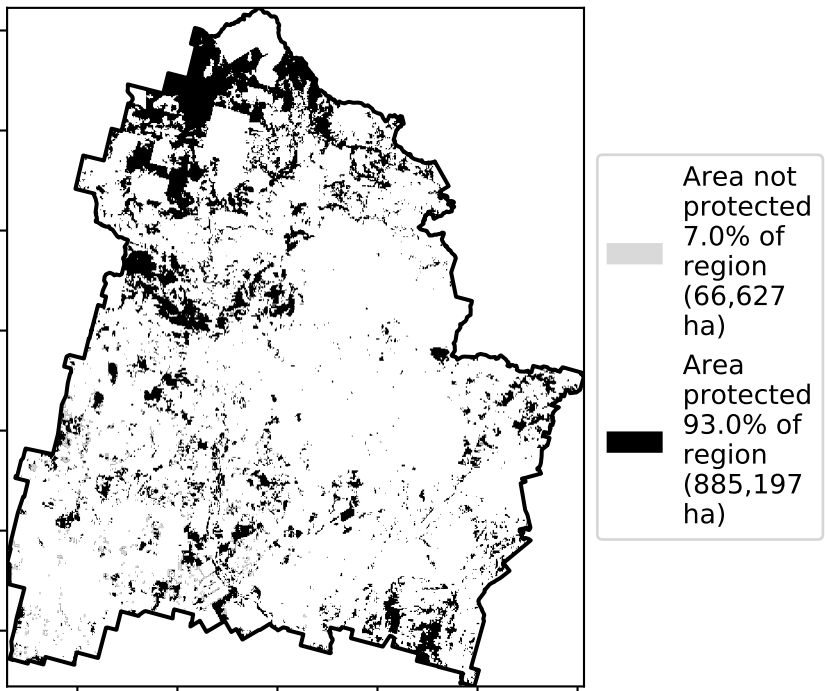 Area not
protected
7.0% of
region
(66,627
ha)
Area
protected
93.0% of
region
(885,197
ha)